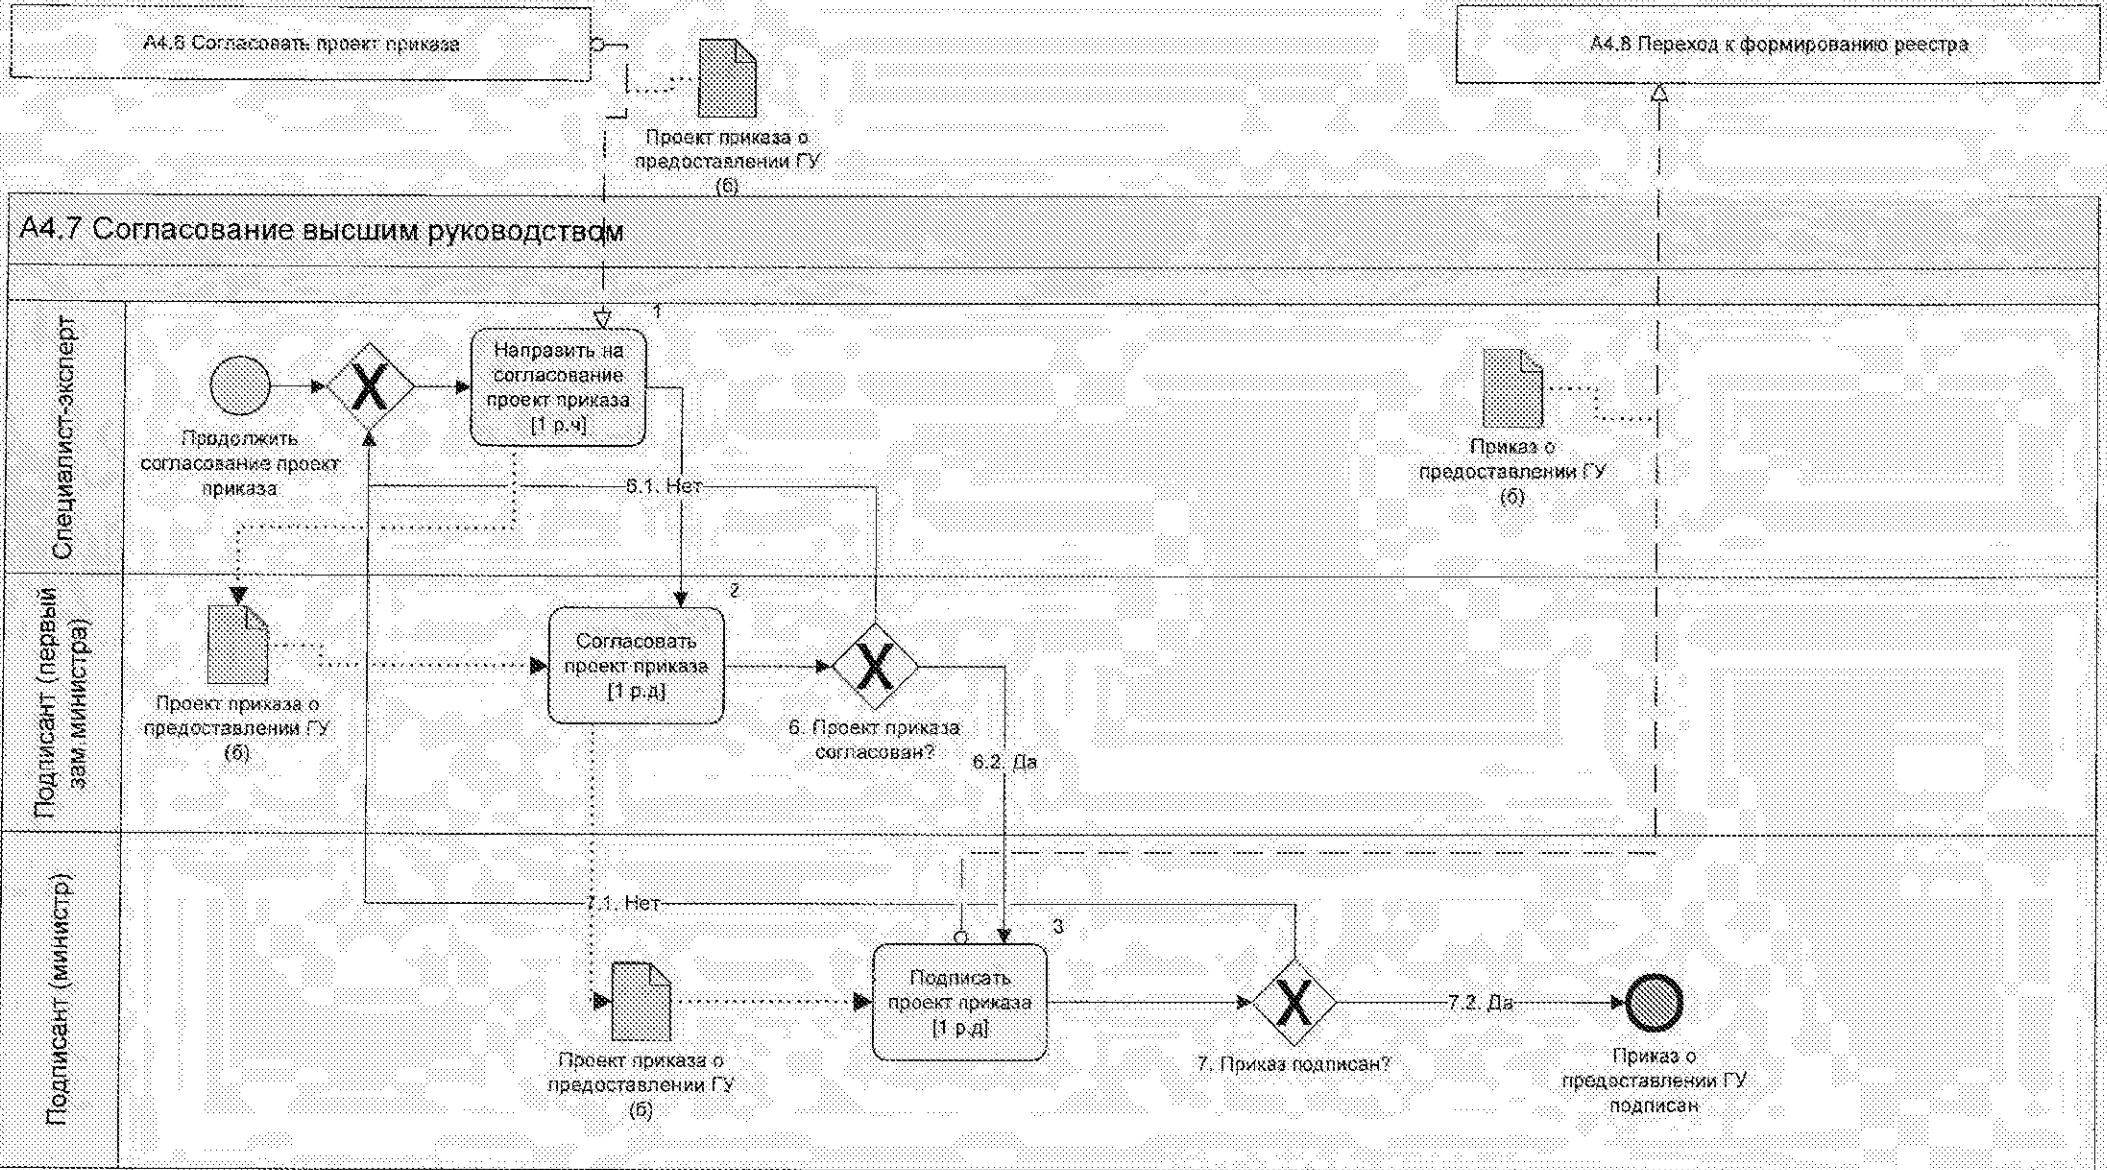 А4.6 Согласовать проект приказа
А4.8 Переход к формированию реестра
Проект приказа о
предоставлении ГУ
(б)
А4.7 Согласование высшим руководством
Специалист-эксперт
1
Направить на
согласование
проект приказа
[1 р.ч]
Продолжить
согласование проект
приказа
6.1. Нет
Приказ о
предоставлении ГУ
(б)
Подписант (первый
зам.министра)
2
Согласовать
проект приказа
[1 р.д]
Проект приказа о
предоставлении ГУ
(б)
6. Проект приказа
согласован?
6.2. Да
Подписант (министр)
7.1. Нет
3
Подписать
проект приказа
[1 р.д]
Проект приказа о
предоставлении ГУ
(б)
7. Приказ подписан?
7.2. Да
Приказ о
предоставлении ГУ
подписан